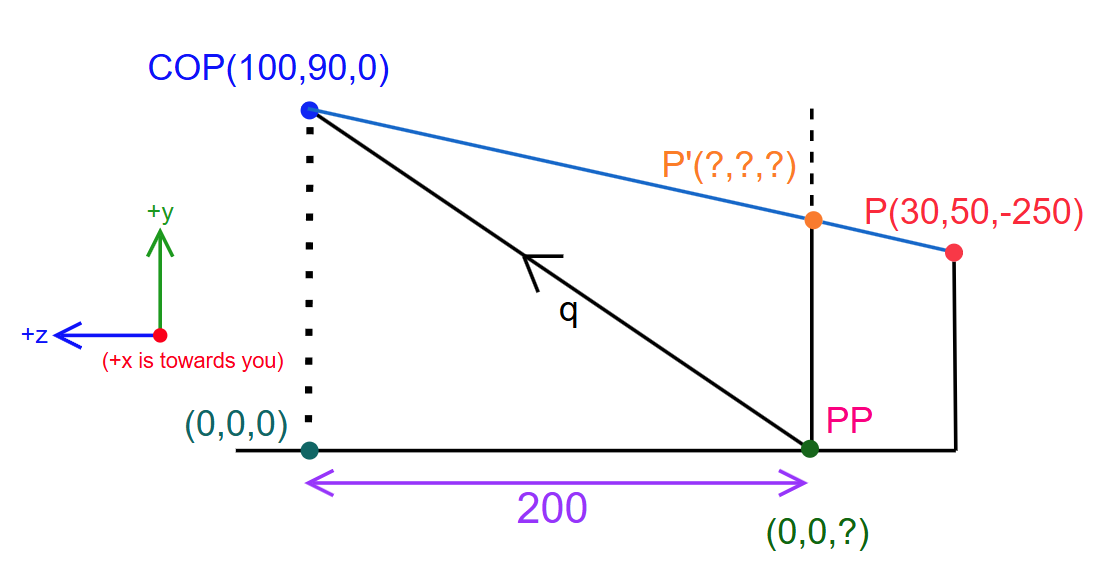 COP(100,90,0)
P'(?,?,?)
P(30,50,-250)
+y
q
+z
(+x is towards you)
(0,0,0)
PP
200
(0,0,?)